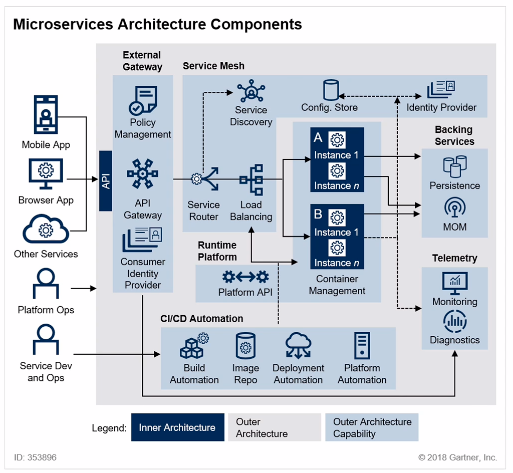 Microservices Architecture Components
External
Gateway
Service Mesh
Policy
Management
Service
Discovery
Config. Store
Identity Provider
Mobile App
Browser App
Other Services
API
API
Gateway
Service
Router
Load
Balancing
A
Instance 1
Instance n
B
Instance 1
Instance n
Container
Management
Backing
Services
Persistence
MOM
Consumer
Identity
Provider
Runtime
Platform
Platform API
Telemetry
Monitoring
Diagnostics
Platform Ops
Service Dev
and Ops
CI/CD Automation
Build
Automation
Image
Repo
Deployment
Automation
Platform
Automation
Legend:
Inner Architecture
Outer
Architecture
Outer Architecture
Capability
ID: 353896
© 2018 Gartner, Inc.